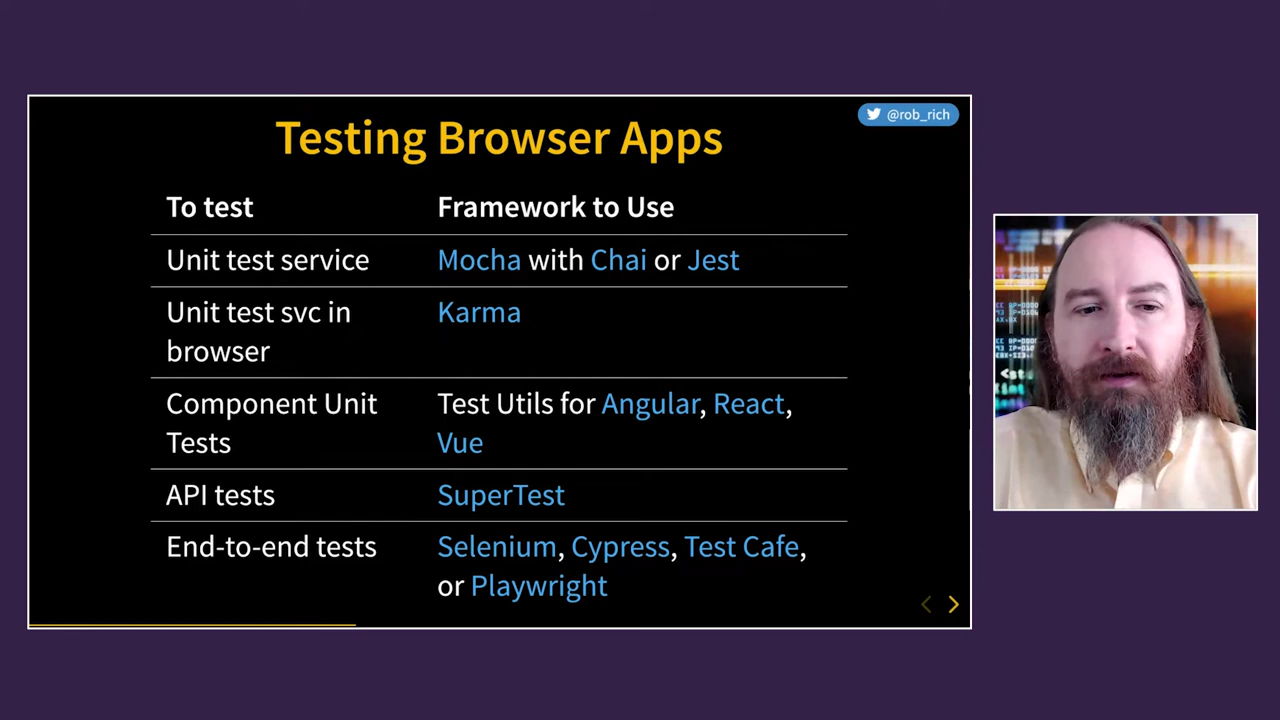 @rob_rich
Testing Browser Apps
To test Framework to Use
Unit test service Mocha with Chai or Jest
Unit test svc in Karma
browser
Component Unit Test Utils for Angular, React,
Tests Vue
API tests SuperTest
End-to-end tests Selenium, Cypress, Test Cafe,
or Playwright